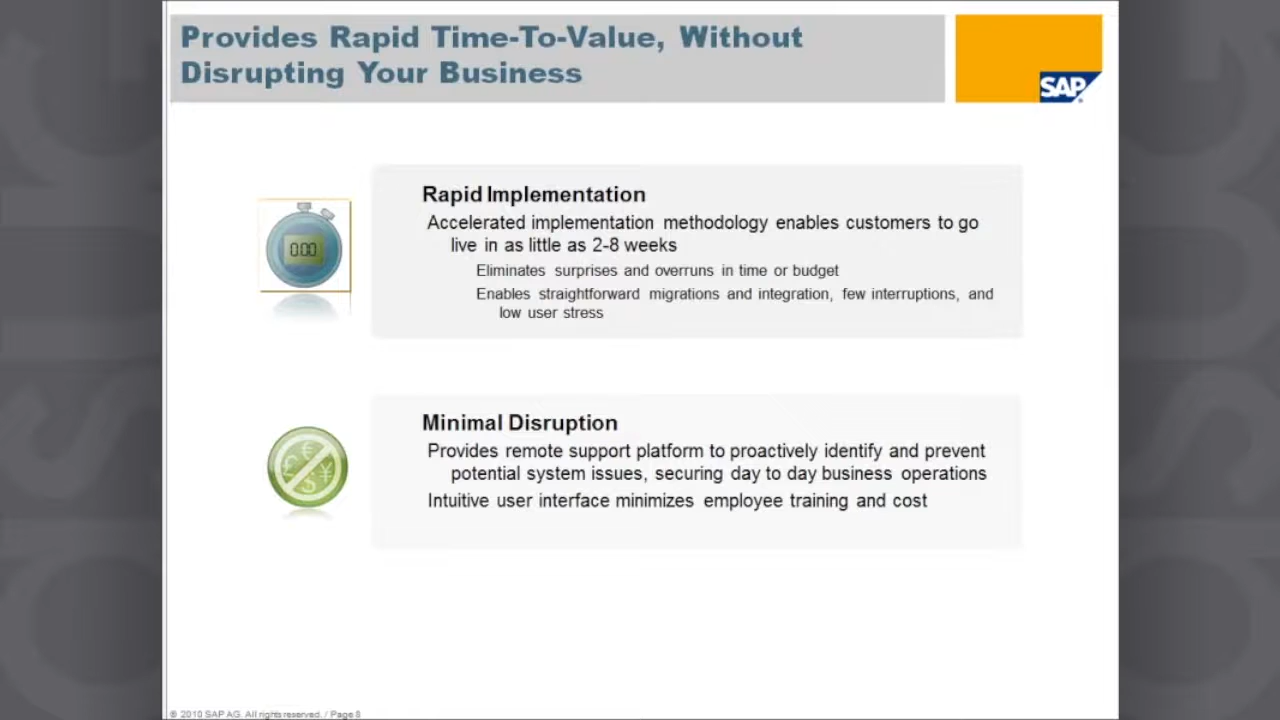 Provides Rapid Time-To-Value, Without
Disrupting Your Business
SAP
Rapid Implementation
Accelerated implementation methodology enables customers to go
live in as little as 2-8 weeks
Eliminates surprises and overruns in time or budget
Enables straightforward migrations and integration, few interruptions, and
low user stress
0:00
Minimal Disruption
Provides remote support platform to proactively identify and prevent
potential system issues, securing day to day business operations
Intuitive user interface minimizes employee training and cost
© 2010 SAP AG. All rights reserved. / Page 8